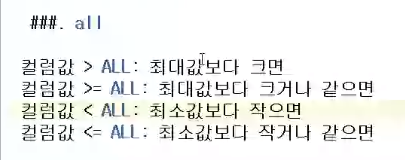 ###. all
컬럼값 > ALL: 최대값보다 크면
컬럼값 >= ALL: 최대값보다 크거나 같으면
컬럼값 < ALL: 최소값보다 작으면
컬럼값 <= ALL: 최소값보다 작거나 같으면